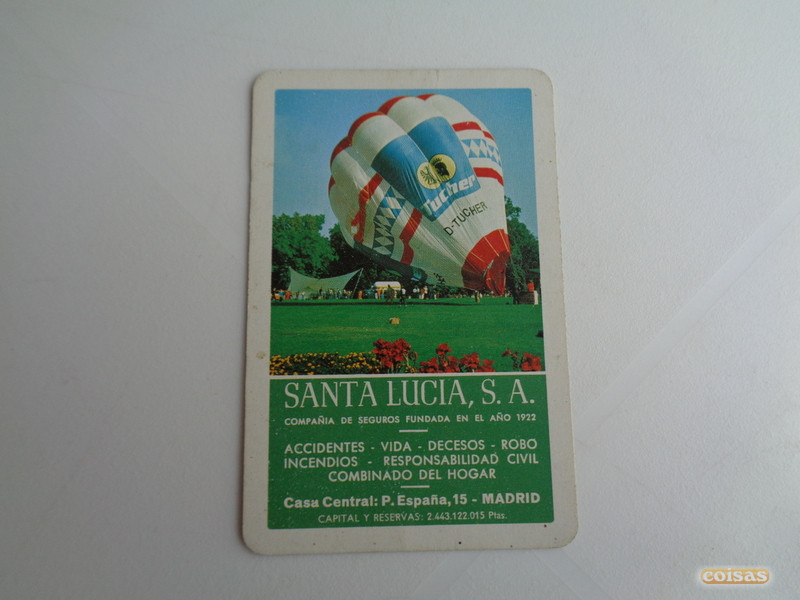 Tucher
D-TUCHER
SANTA LUCIA, S. A.
COMPAÑIA DE SEGUROS FUNDADA EN EL AÑO 1922
ACCIDENTES - VIDA - DECESOS - ROBO
INCENDIOS - RESPONSABILIDAD CIVIL
COMBINADO DEL HOGAR
Casa Central: P. España, 15 - MADRID
CAPITAL Y RESERVAS: 2.443.122.015 Ptas.
coisas